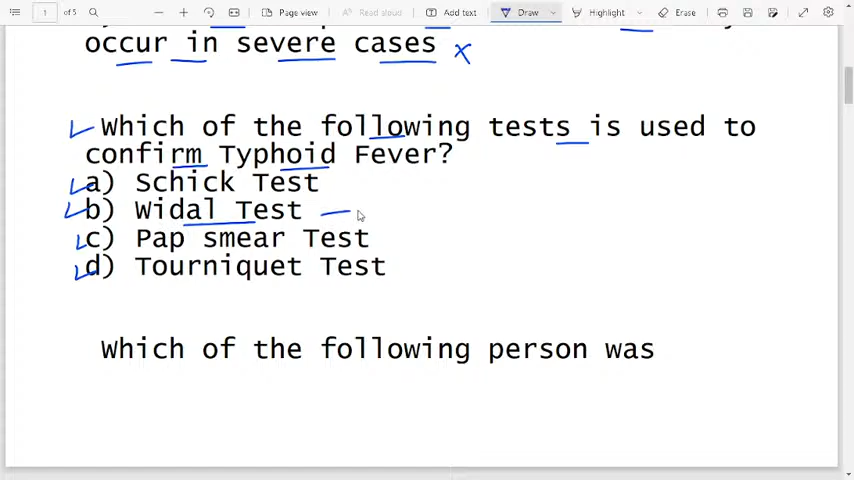 1 of 5 Page view Read aloud Add text Draw Highlight Erase
occur in severe cases x
Which of the following tests is used to
confirm Typhoid Fever?
a) Schick Test
b) Widal Test
c) Pap smear Test
d) Tourniquet Test
Which of the following person was